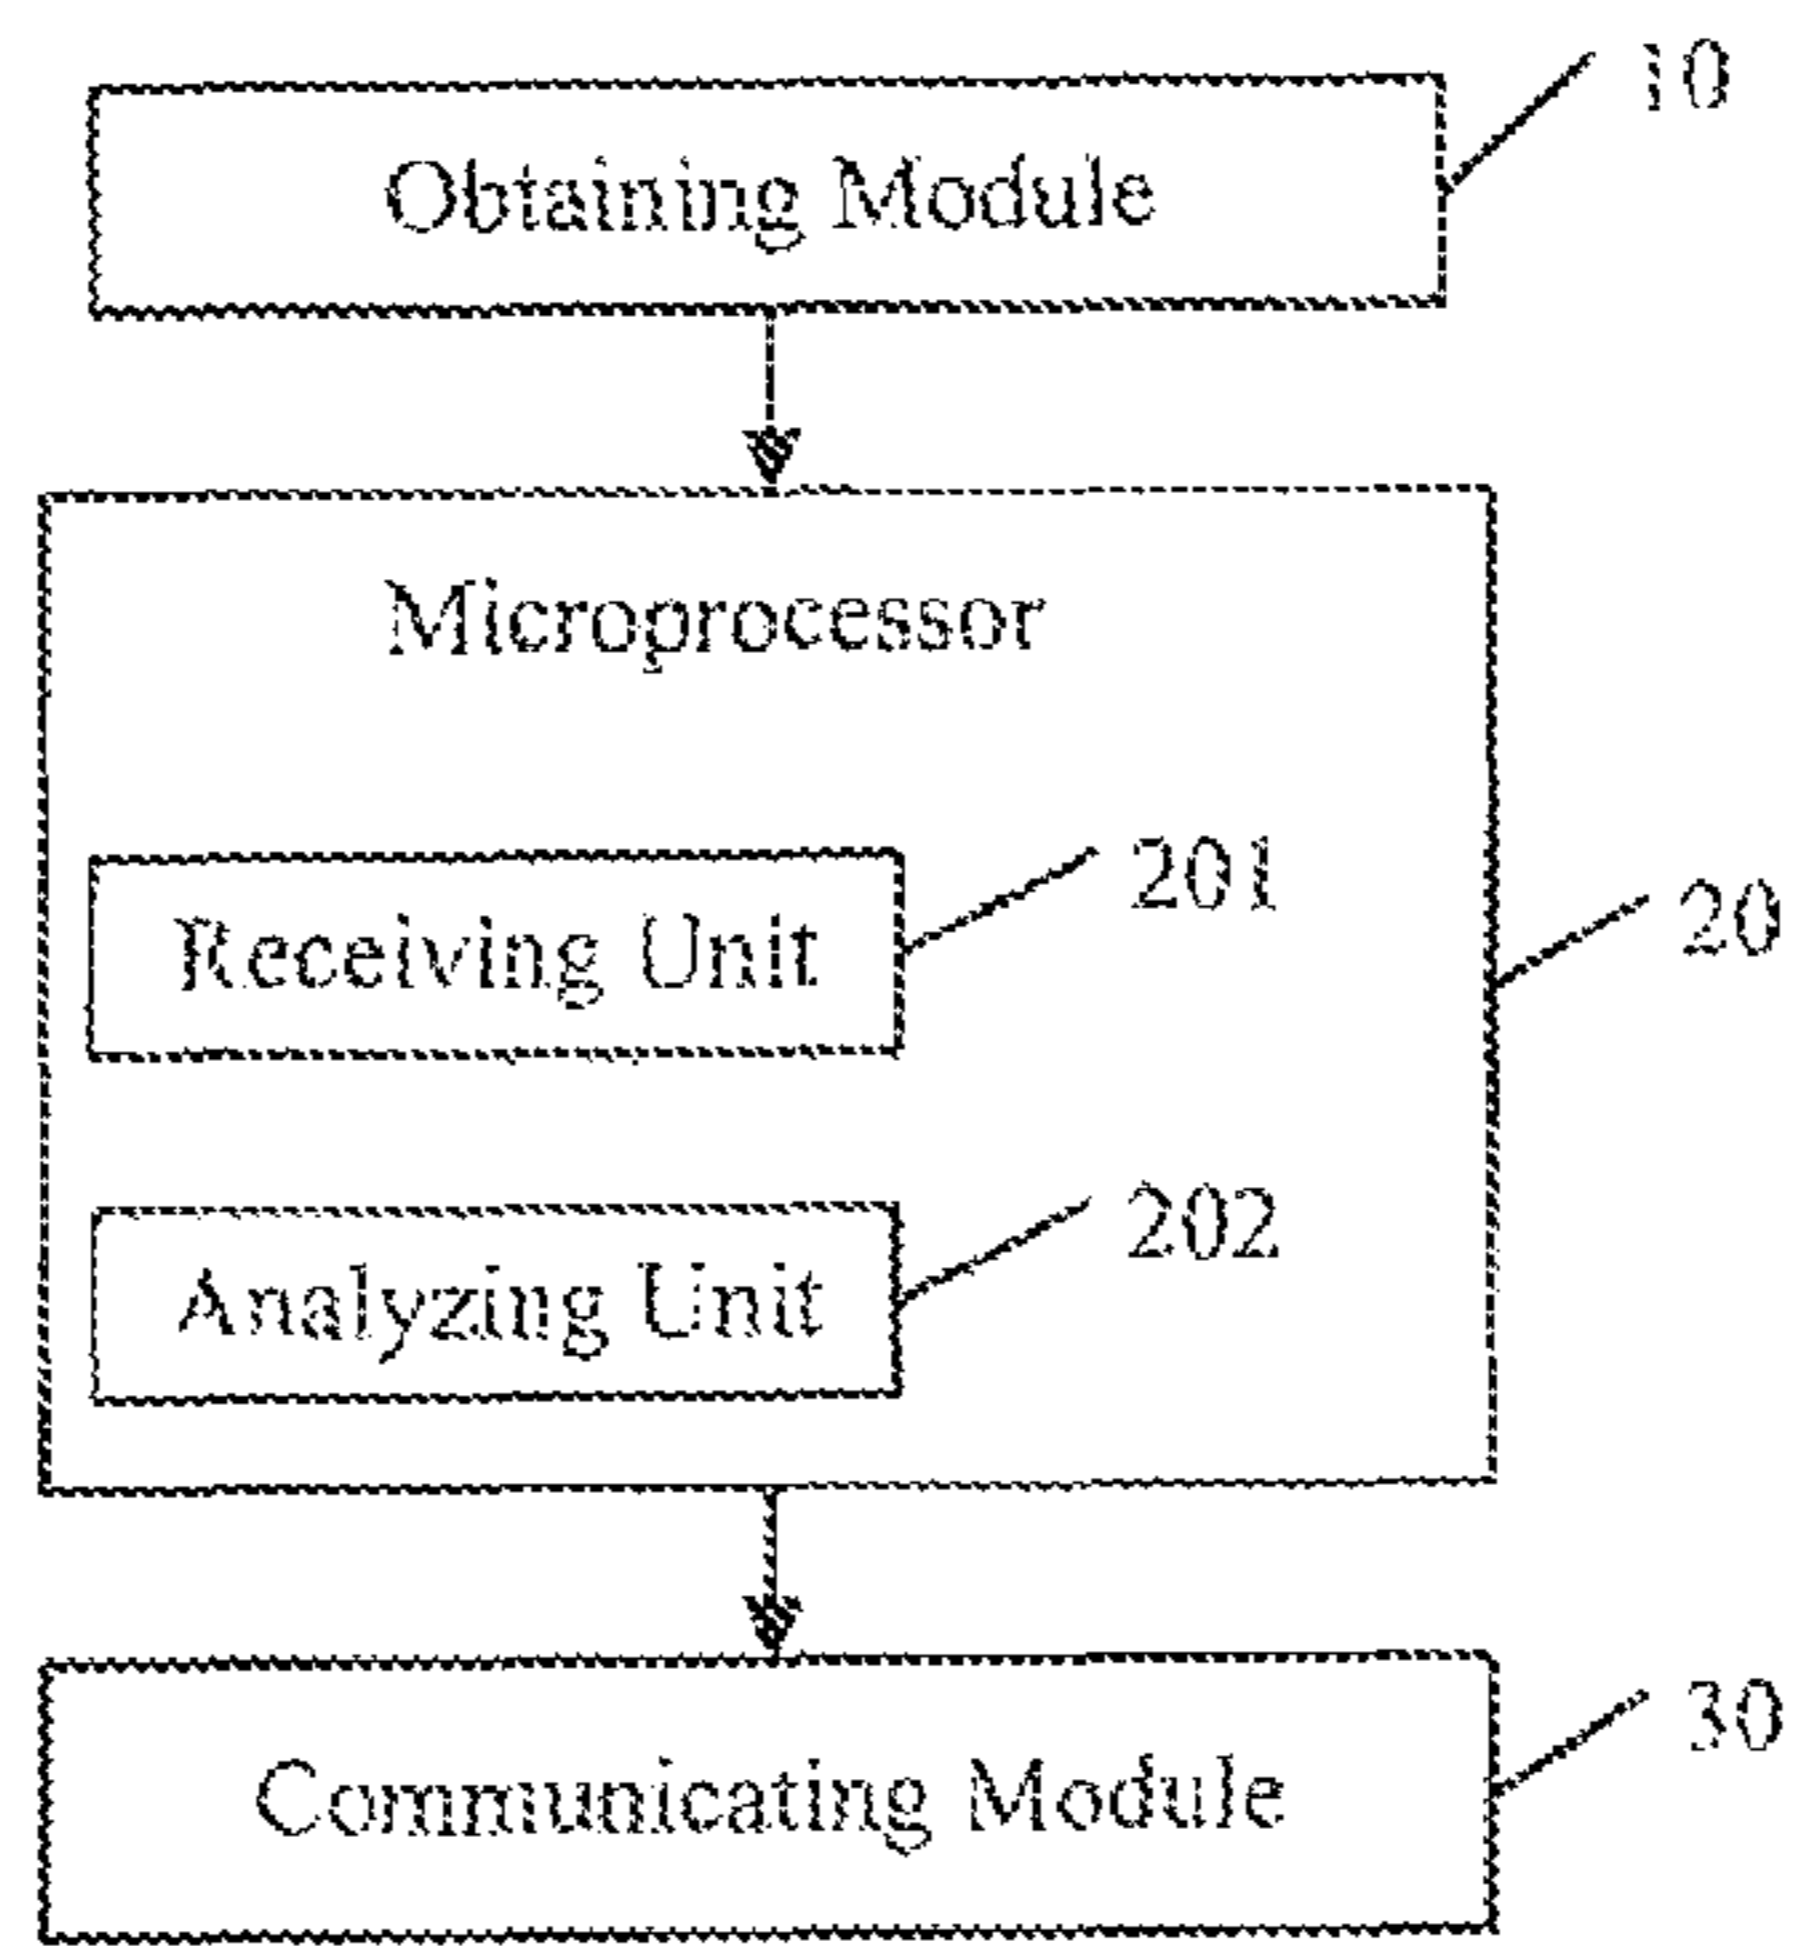 10
Obtaining Module
Microprocessor
201
Receiving Unit
20
202
Analyzing Unit
30
Communicating Module